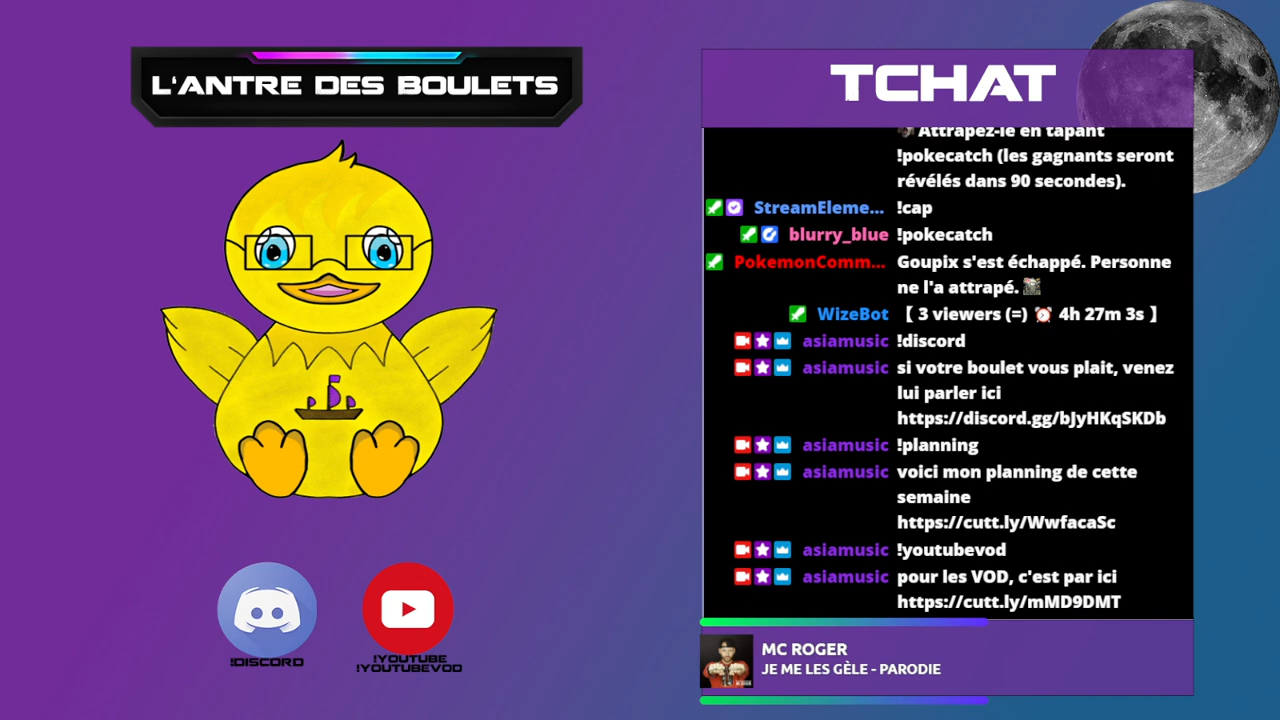 L'ANTRE DES BOULETS
!DISCORD
!YOUTUBE
!YOUTUBEVOD
TCHAT
Attrapez-le en tapant
!pokecatch (les gagnants seront
révélés dans 90 secondes).
StreamEleme... !cap
blurry_blue !pokecatch
PokemonComm... Goupix s'est échappé. Personne
ne l'a attrapé.
WizeBot 【 3 viewers (=) ⏰ 4h 27m 3s 】
asiamusic !discord
asiamusic si votre boulet vous plait, venez
lui parler ici
https://discord.gg/bJyHKqSKDb
asiamusic !planning
asiamusic voici mon planning de cette
semaine
https://cutt.ly/WwfacaSc
asiamusic !youtubevod
asiamusic pour les VOD, c'est par ici
https://cutt.ly/mMD9DMT
MC ROGER
JE ME LES GÈLE - PARODIE